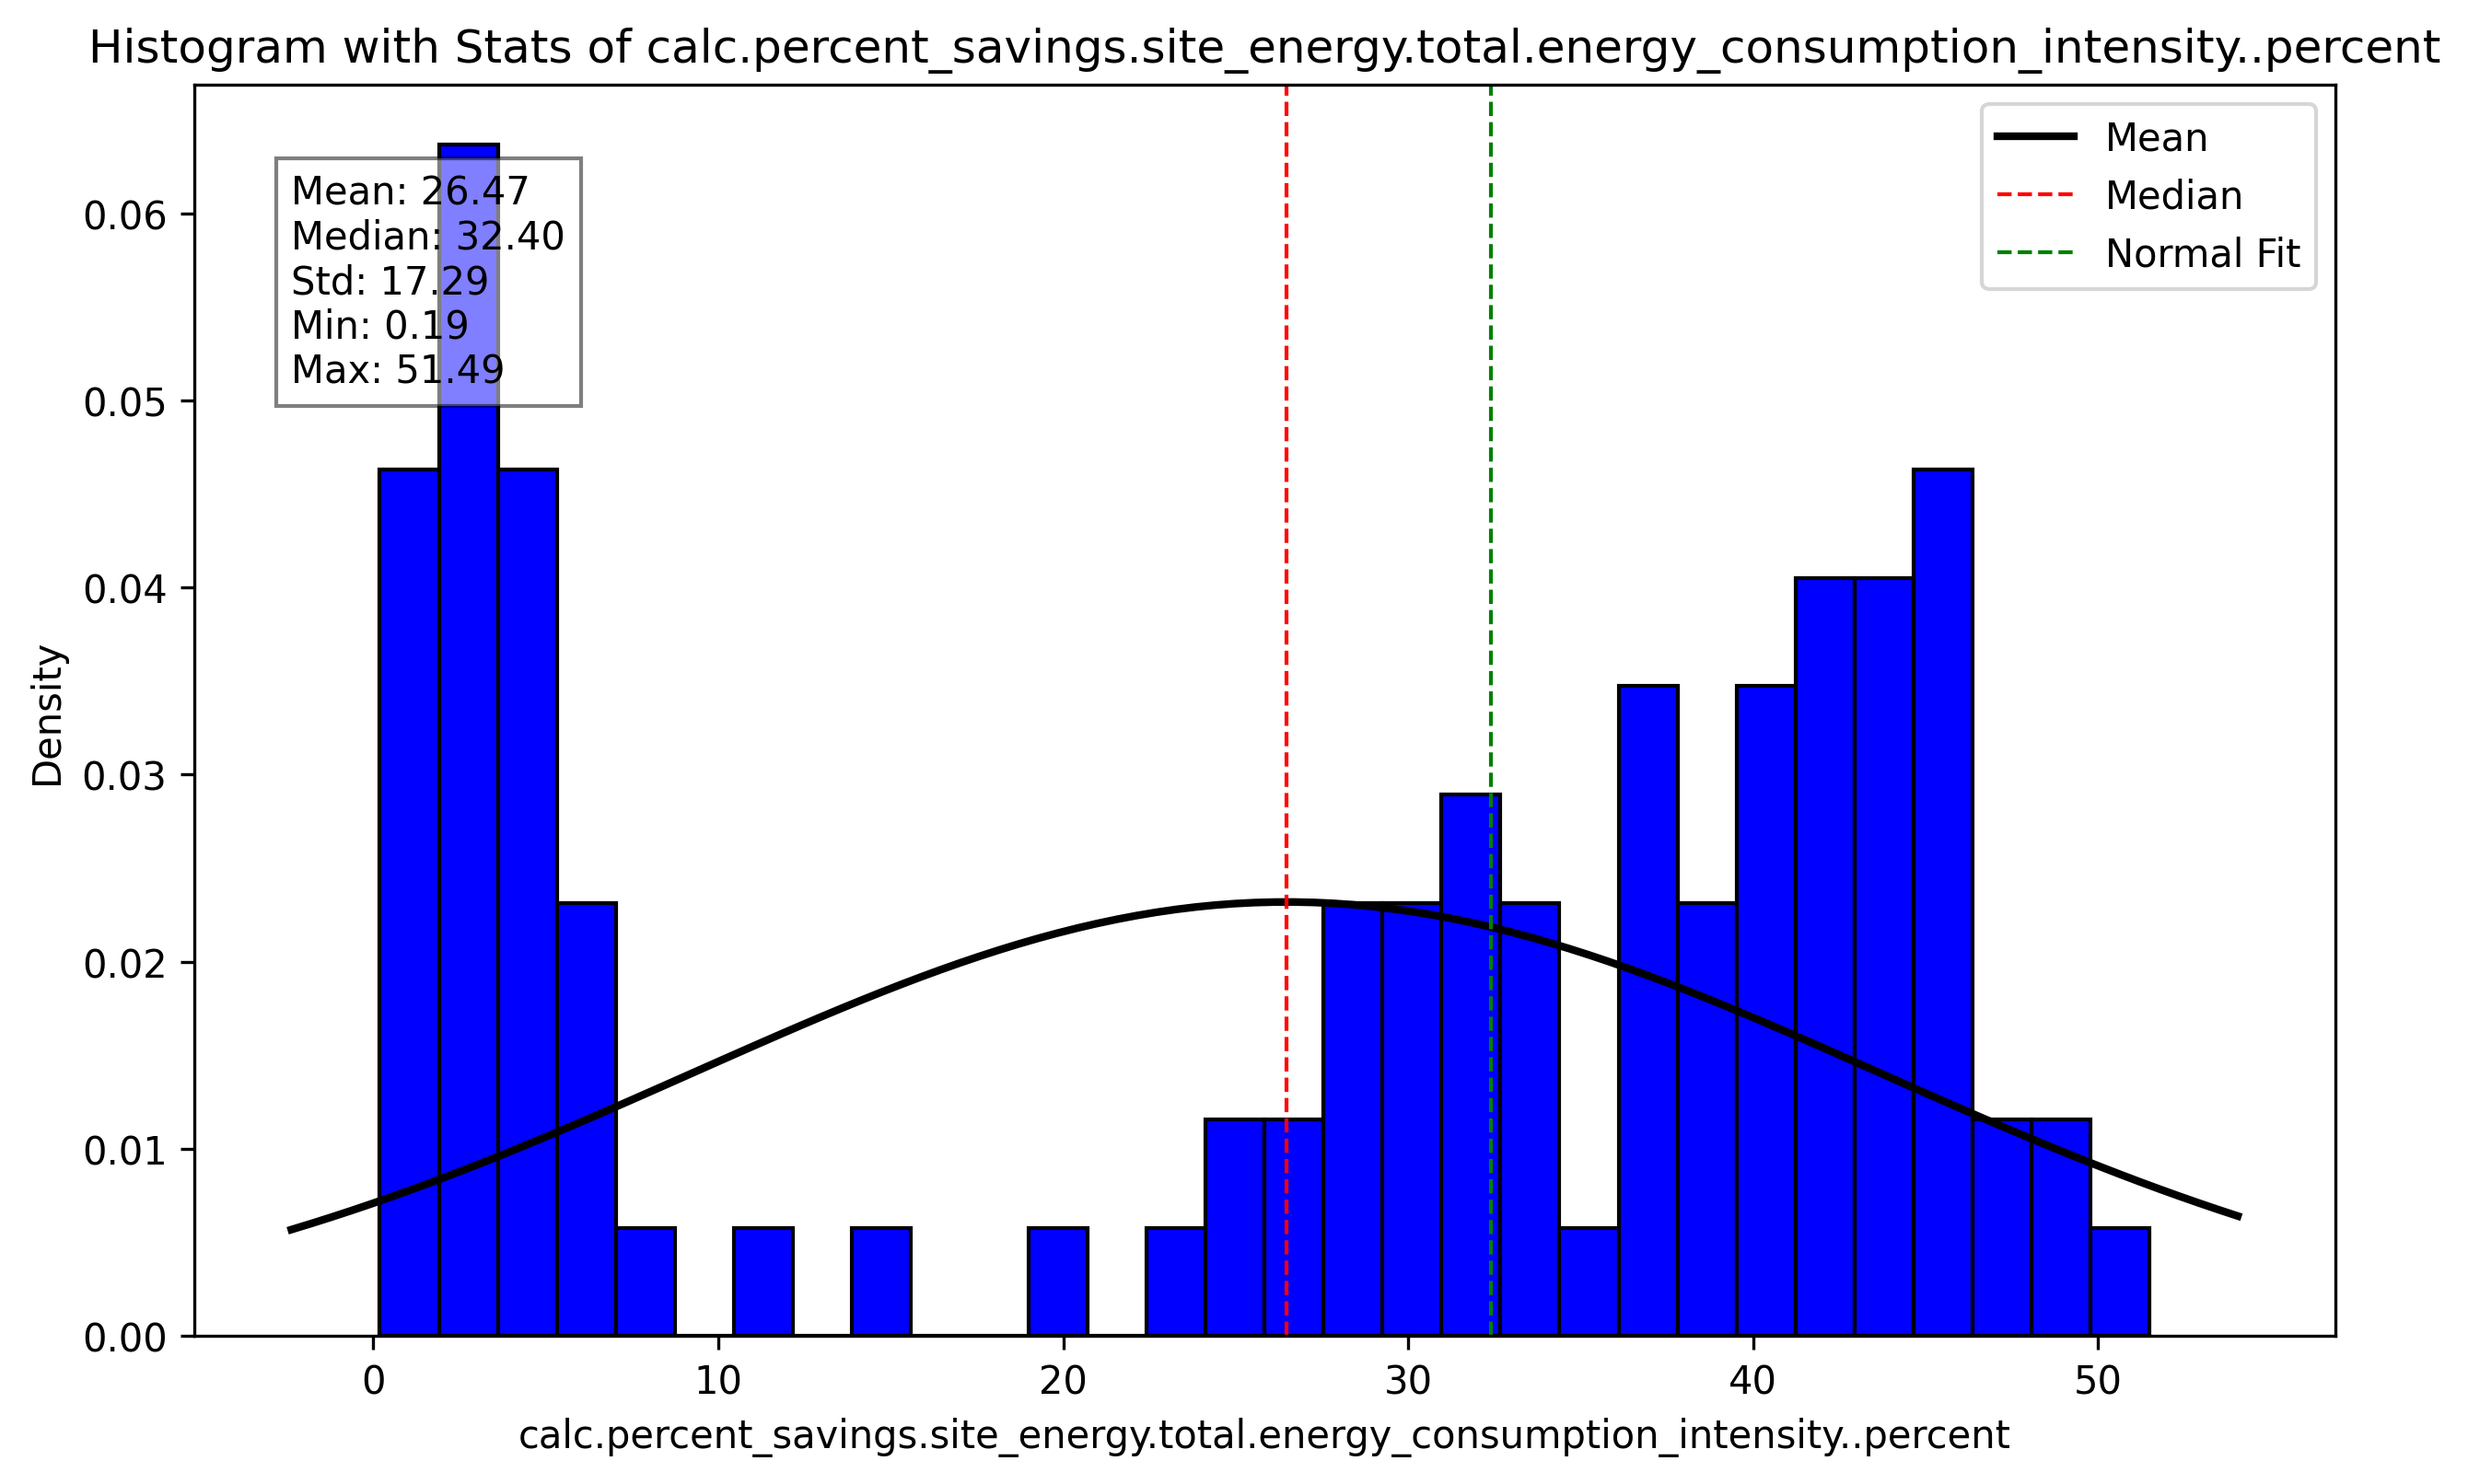 Histogram with Stats of calc.percent_savings.site_energy.total.energy_consumption_intensity..percent
Mean
Median
Normal Fit
Mean: 26.47
Median: 32.40
Std: 17.29
Min: 0.19
Max: 51.49
0.06
0.05
0.04
0.03
0.02
0.01
0.00
Density
0
10
20
30
40
50
calc.percent_savings.site_energy.total.energy_consumption_intensity..percent